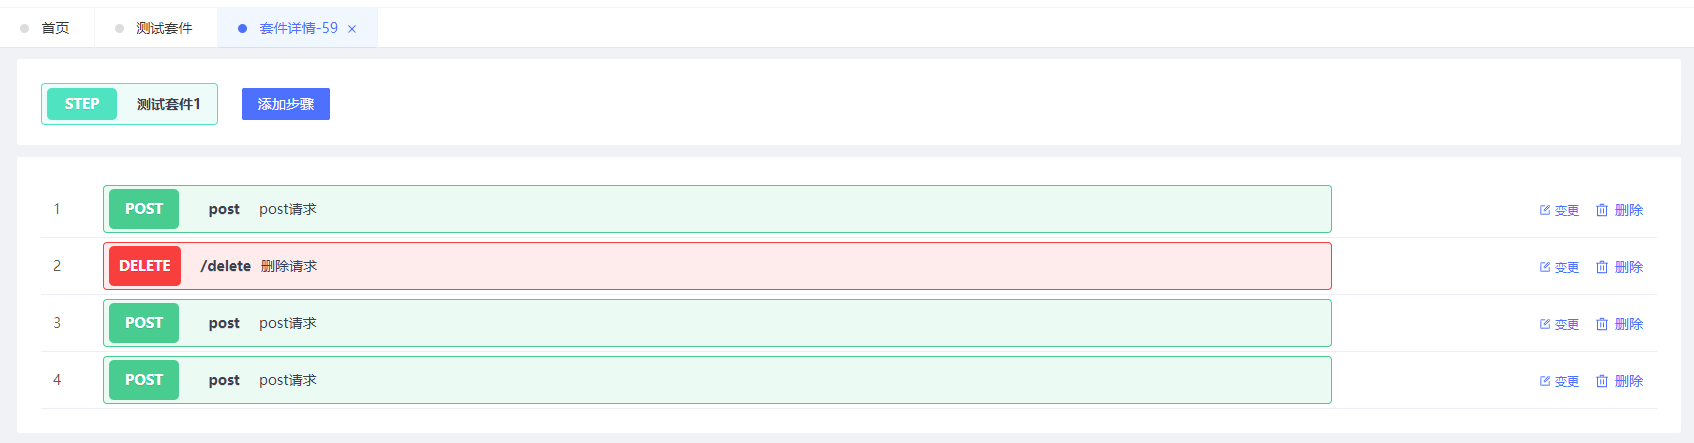 首页 测试套件 套件详情-59 ×
STEP 测试套件1 添加步骤
1 POST post post请求 变更 删除
2 DELETE /delete 删除请求 变更 删除
3 POST post post请求 变更 删除
4 POST post post请求 变更 删除